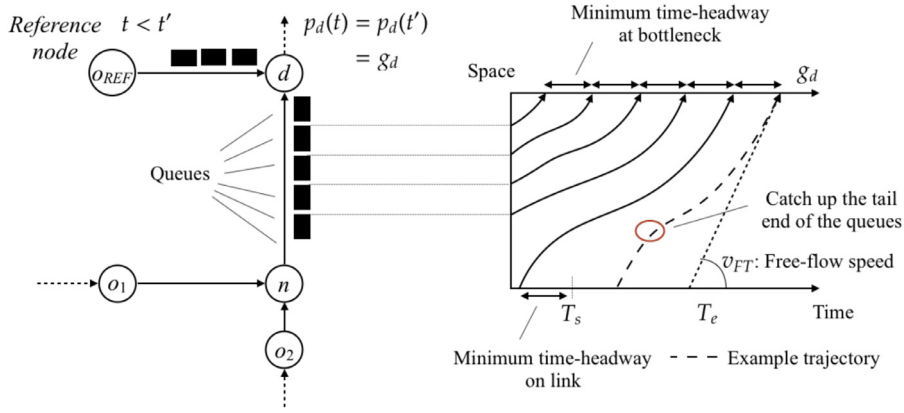 Reference t < t′
node
p_d(t) = p_d(t′)
= g_d
o_REF
d
Queues
o_1
n
o_2
Minimum time-headway
at bottleneck
Space
g_d
Catch up the tail
end of the queues
v_FT: Free-flow speed
T_s
T_e
Time
Minimum time-headway
on link
Example trajectory